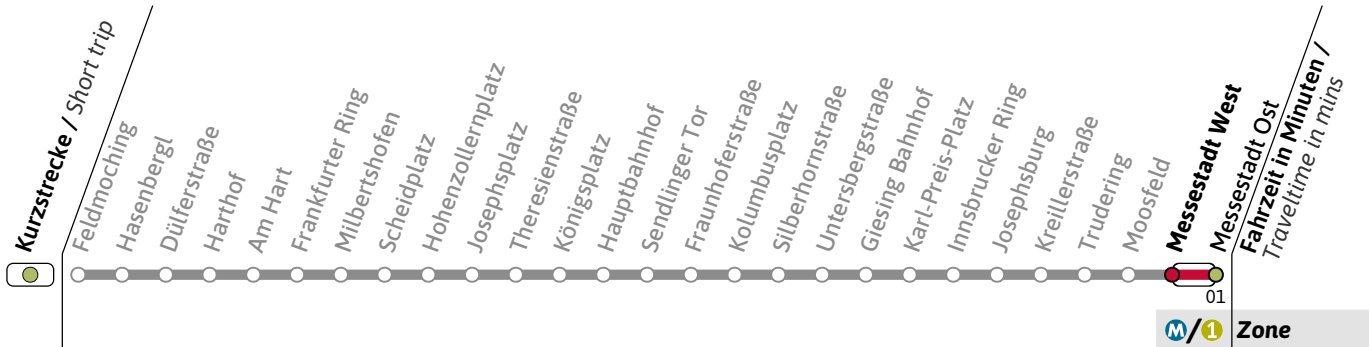 Kurzstrecke / Short trip
Feldmoching
Hasenbergl
Dülferstraße
Harthof
Am Hart
Frankfurter Ring
Milbertshofen
Scheidplatz
Hohenzollernplatz
Josephsplatz
Theresienstraße
Königsplatz
Hauptbahnhof
Sendlinger Tor
Fraunhoferstraße
Kolumbusplatz
Silberhornstraße
Untersbergstraße
Giesing Bahnhof
Karl-Preis-Platz
Innsbrucker Ring
Josephsburg
Kreillerstraße
Trudering
Moosfeld
Messestadt West
Messestadt Ost
Fahrzeit in Minuten /
Traveltime in mins
01
M/1 Zone